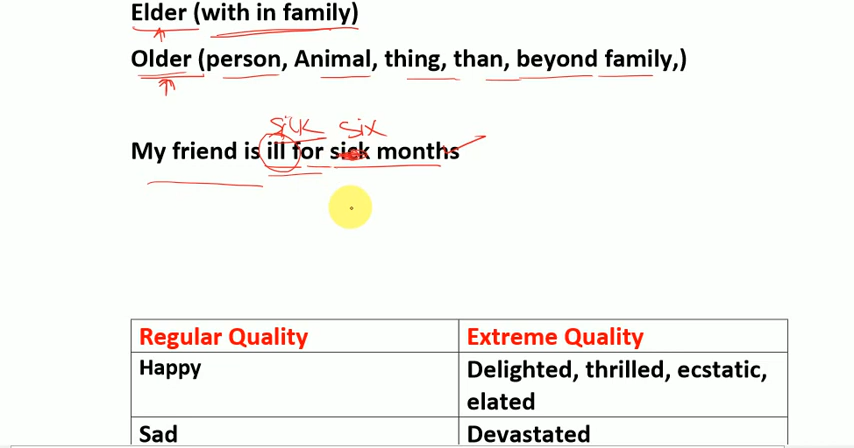 Elder (with in family)
Older (person, Animal, thing, than, beyond family,)
sick six
My friend is ill for sick months
Regular Quality Extreme Quality
Happy Delighted, thrilled, ecstatic,
elated
Sad Devastated